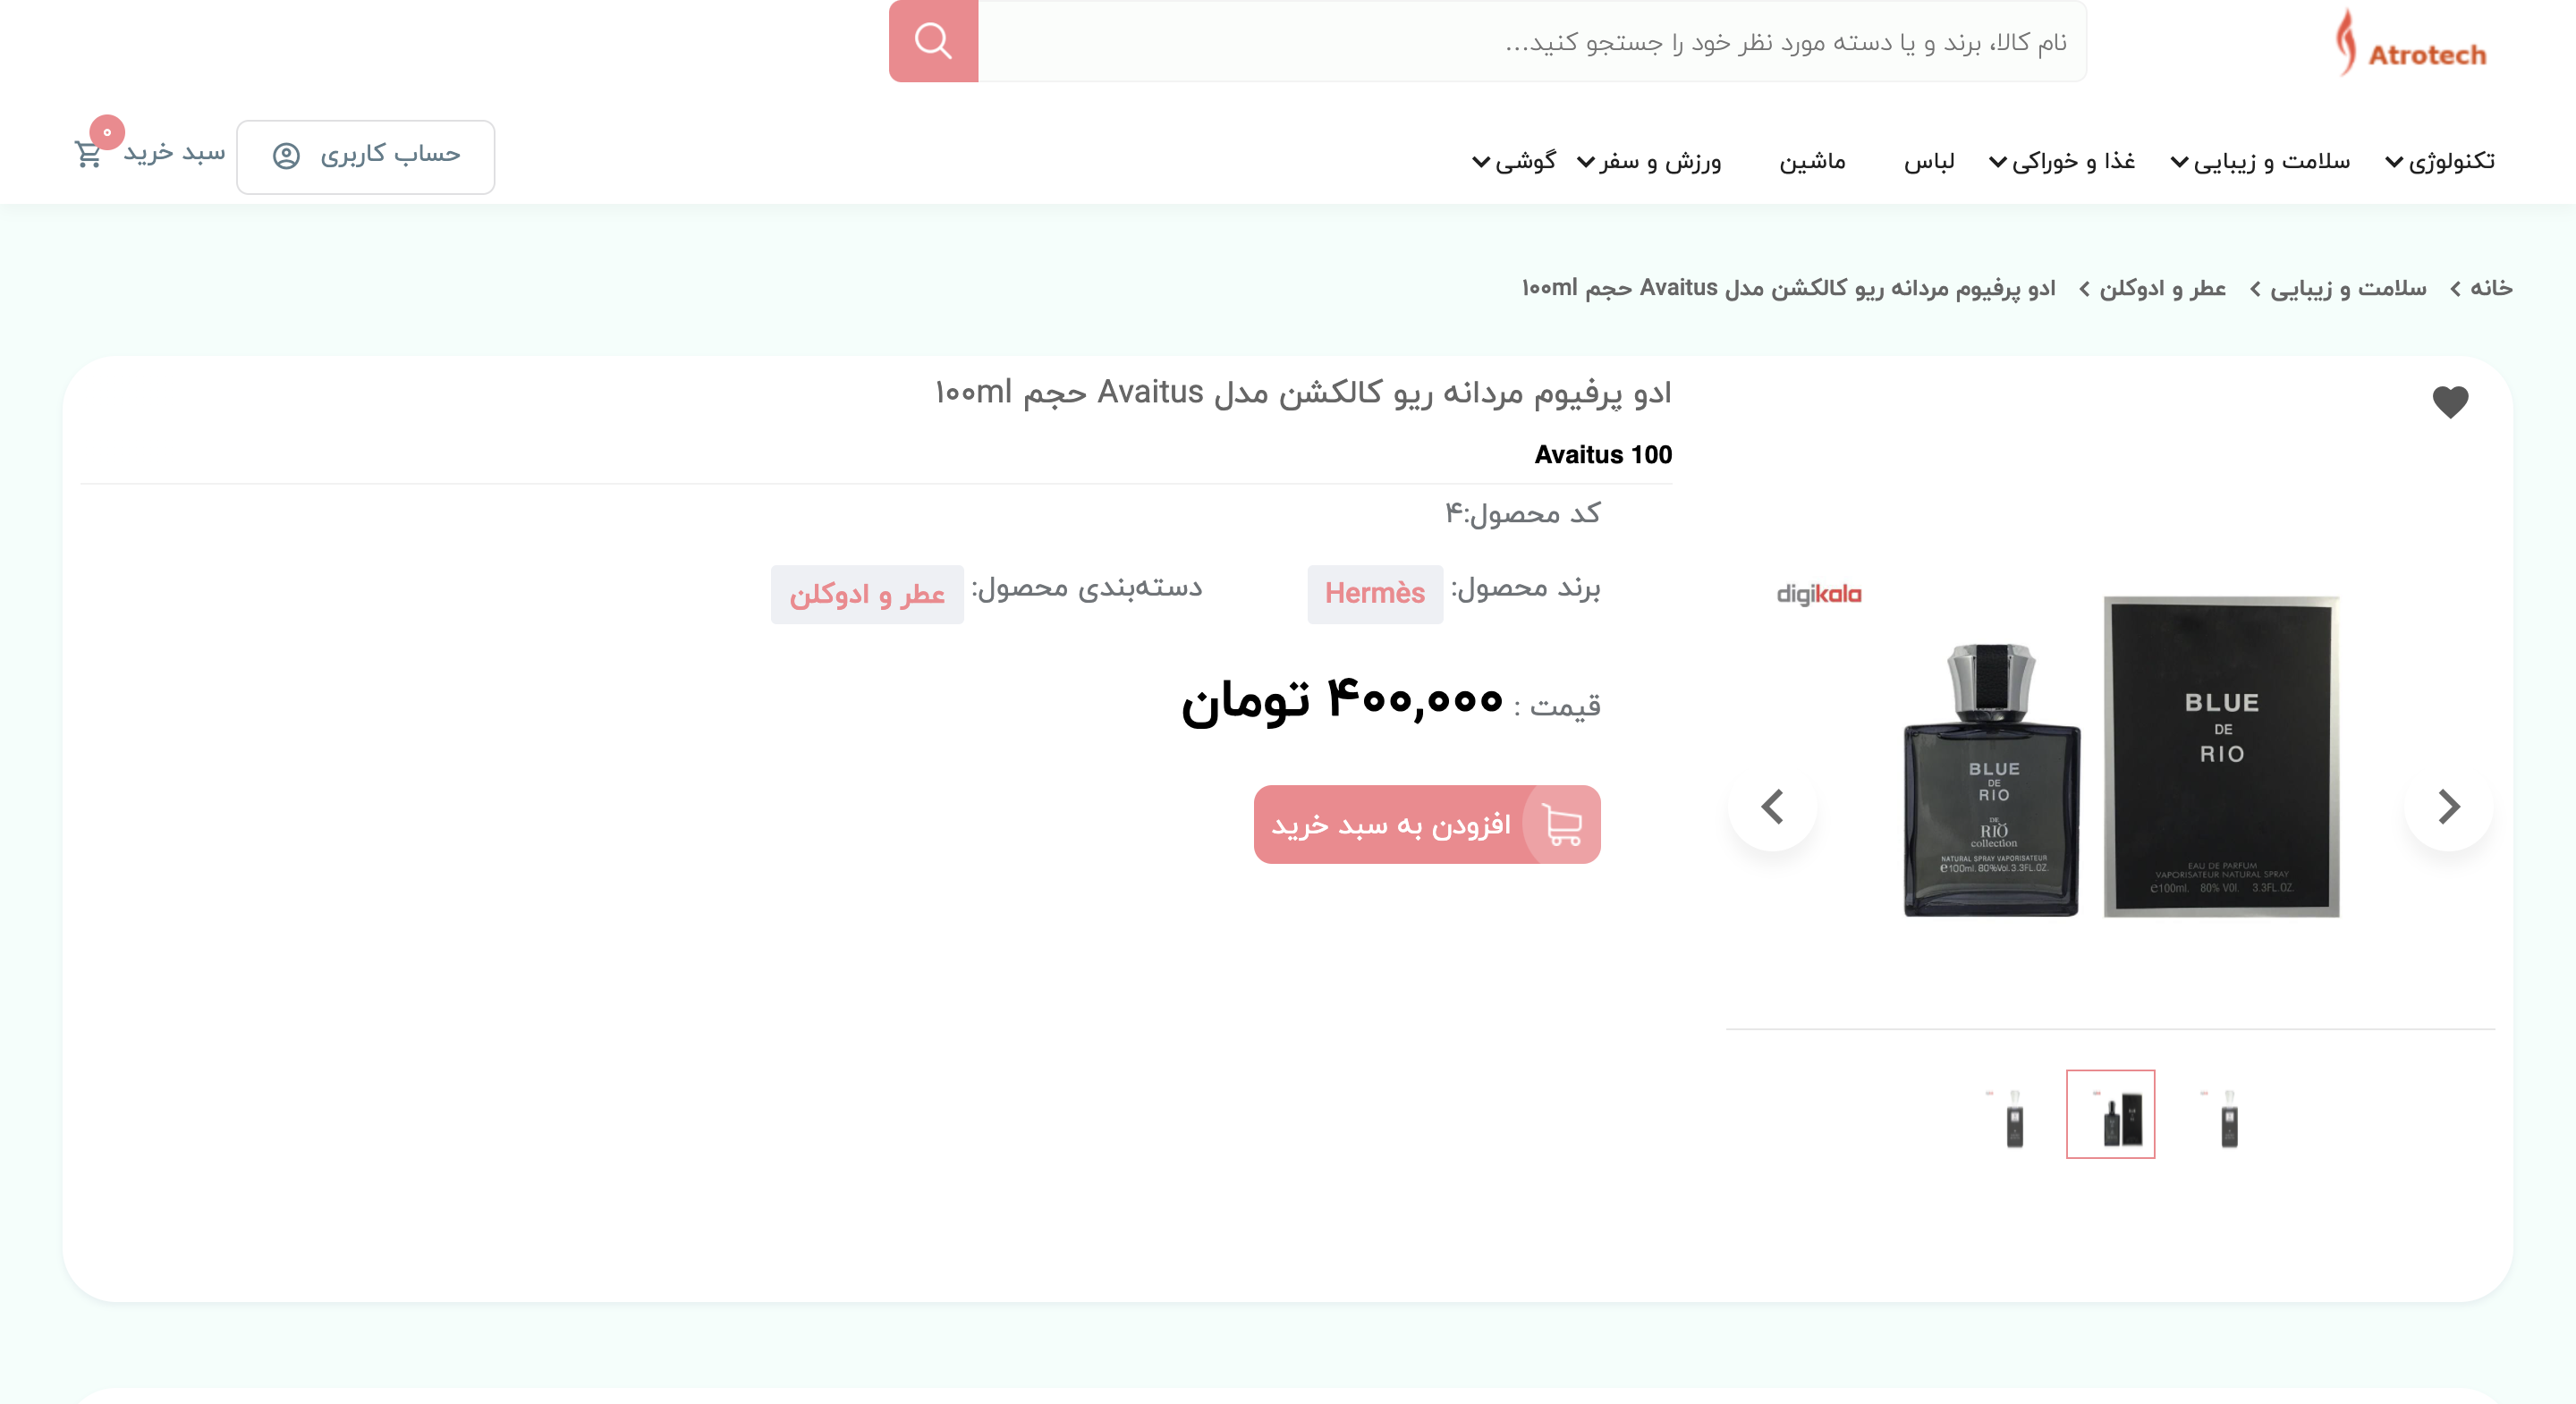 Atrotech
نام کالا، برند و یا دسته مورد نظر خود را جستجو کنید...
تکنولوژی سلامت و زیبایی غذا و خوراکی لباس ماشین ورزش و سفر گوشی
حساب کاربری سبد خرید ۰
خانه سلامت و زیبایی عطر و ادوکلن ادو پرفیوم مردانه ریو کالکشن مدل Avaitus حجم ۱۰۰ml
ادو پرفیوم مردانه ریو کالکشن مدل Avaitus حجم ۱۰۰ml
Avaitus 100
کد محصول:۴
برند محصول: Hermès دسته‌بندی محصول: عطر و ادوکلن
قیمت : ۴۰۰,۰۰۰ تومان
افزودن به سبد خرید
digikala
BLUE
DE
RIO
EAU DE PARFUM
VAPORISATEUR NATURAL SPRAY
e100ml. 80% VOl. 3.3FL.OZ.
BLUE
DE
RIO
DE
RIO
collection
NATURAL SPRAY VAPORISATEUR
e100ml. 80%Vol. 3.3FL.OZ.